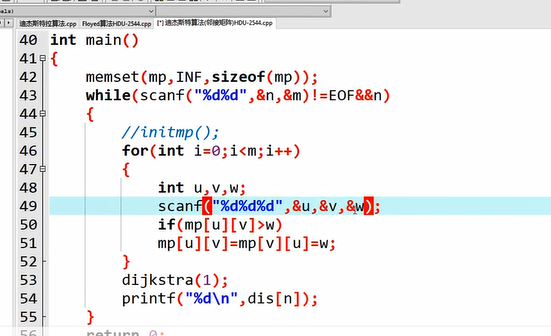 als)
迪杰斯特拉算法.cpp Floyed算法HDU-2544.cpp [*] 迪杰斯特算法(邻接矩阵)HDU-2544.cpp
40 int main()
41 {
42 memset(mp,INF,sizeof(mp));
43 while(scanf("%d%d",&n,&m)!=EOF&&n)
44 {
45 //initmp();
46 for(int i=0;i<m;i++)
47 {
48 int u,v,w;
49 scanf("%d%d%d",&u,&v,&w);
50 if(mp[u][v]>w)
51 mp[u][v]=mp[v][u]=w;
52 }
53 dijkstra(1);
54 printf("%d\n",dis[n]);
55 }
56 return 0;